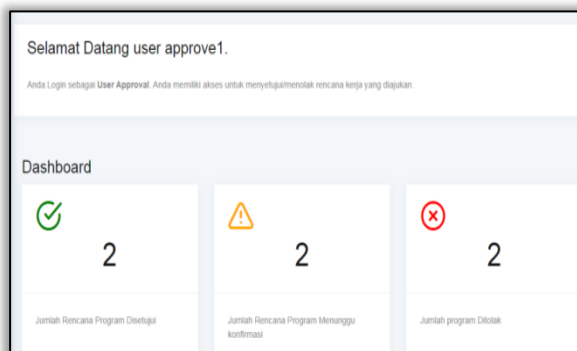 Selamat Datang user approve1.
Anda Login sebagai User Approval. Anda memiliki akses untuk menyetujui/menolak rencana kerja yang diajukan.
Dashboard
2
2
2
Jumlah Rencana Program Disetujui
Jumlah Rencana Program Menunggu
konfirmasi
Jumlah program Ditolak